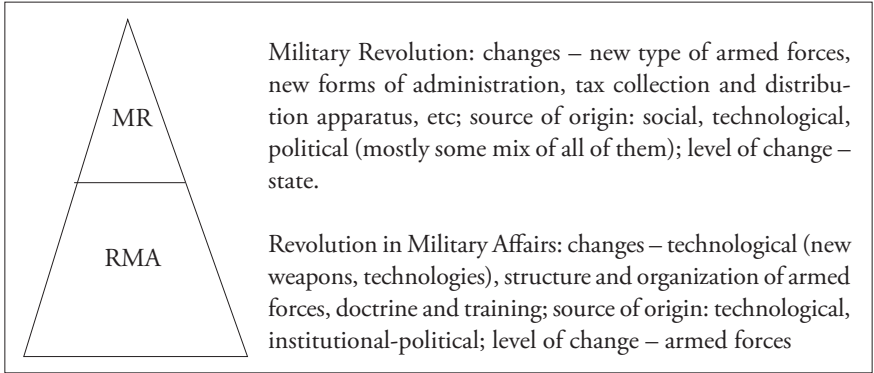 MR
RMA
Military Revolution: changes – new type of armed forces,
new forms of administration, tax collection and distribu-
tion apparatus, etc; source of origin: social, technological,
political (mostly some mix of all of them); level of change –
state.
Revolution in Military Affairs: changes – technological (new
weapons, technologies), structure and organization of armed
forces, doctrine and training; source of origin: technological,
institutional-political; level of change – armed forces